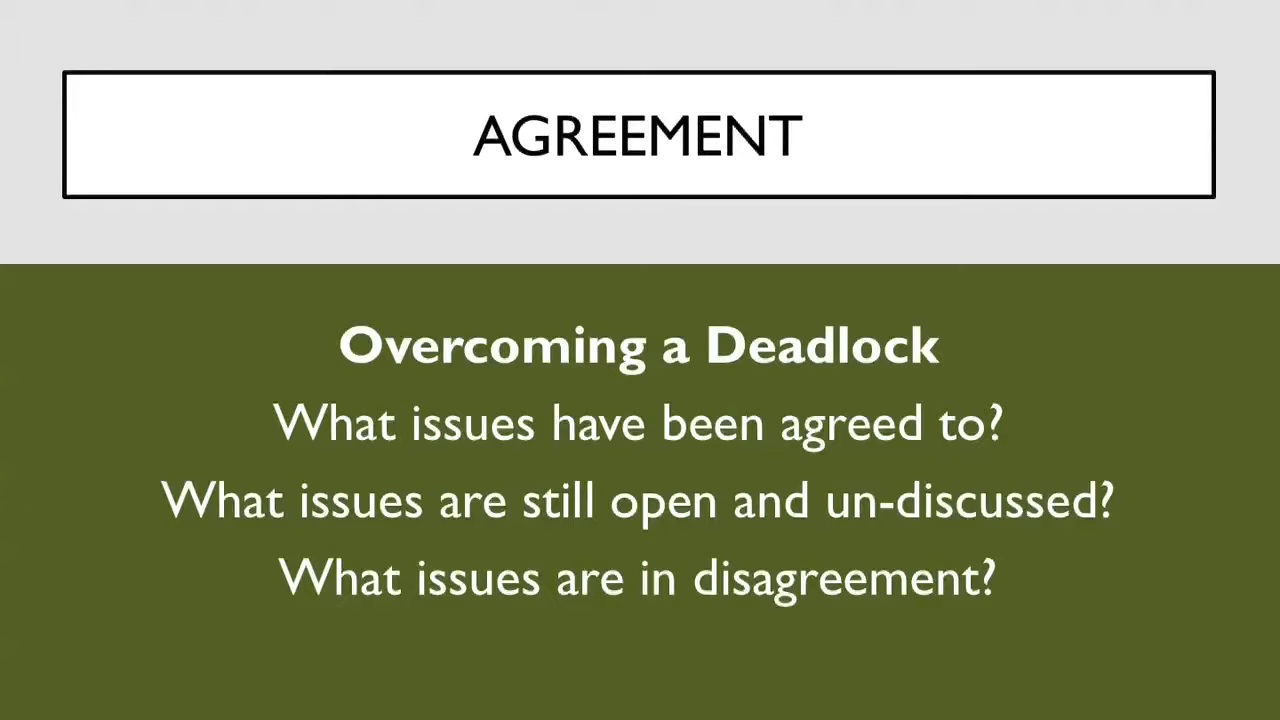 AGREEMENT
Overcoming a Deadlock
What issues have been agreed to?
What issues are still open and un-discussed?
What issues are in disagreement?